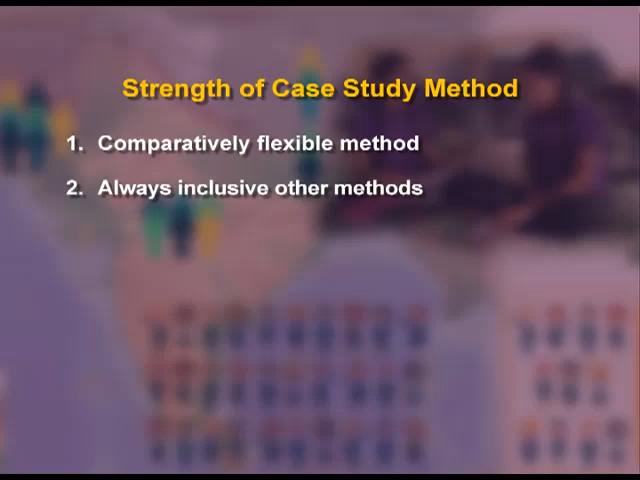 Strength of Case Study Method
1. Comparatively flexible method
2. Always inclusive other methods